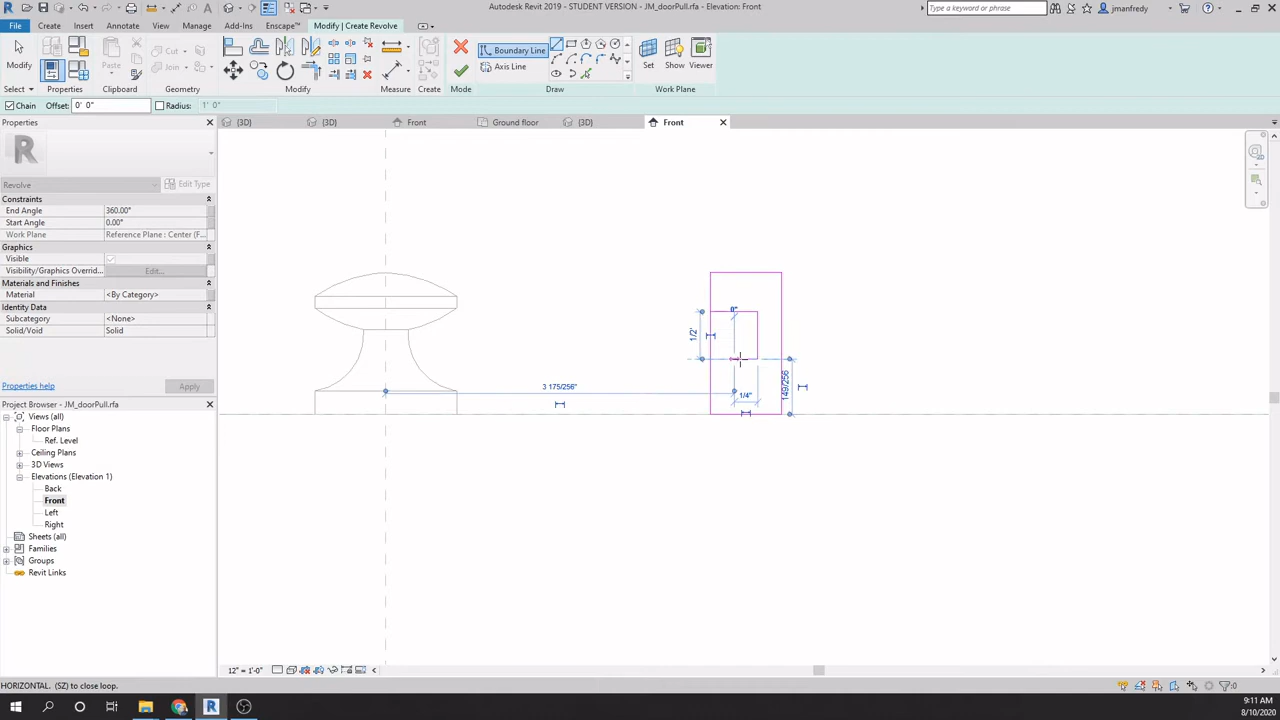 Autodesk Revit 2019 - STUDENT VERSION - JM_doorPull.rfa - Elevation: Front
Type a keyword or phrase
jmanfredy
File Create Insert Annotate View Manage Add-Ins Enscape™ Modify | Create Revolve
Modify
Paste
Cut
Join
Boundary Line
Axis Line
Set Show Viewer
Select Properties Clipboard Geometry Modify Measure Create Mode Draw Work Plane
Chain Offset: 0' 0" Radius: 1' 0"
Properties
{3D} {3D} Front Ground floor {3D} Front
Revolve Edit Type
Constraints
End Angle 360.00°
Start Angle 0.00°
Work Plane Reference Plane : Center (F...
Graphics
Visible
Visibility/Graphics Overrid... Edit...
Materials and Finishes
Material <By Category>
Identity Data
Subcategory <None>
Solid/Void Solid
Properties help Apply
Project Browser - JM_doorPull.rfa
Views (all)
Floor Plans
Ref. Level
Ceiling Plans
3D Views
Elevations (Elevation 1)
Back
Front
Left
Right
Sheets (all)
Families
Groups
Revit Links
0"
3 175/256"
1/4"
149/256
12" = 1'-0"
HORIZONTAL. (SZ) to close loop.
:0
9:11 AM
8/10/2020